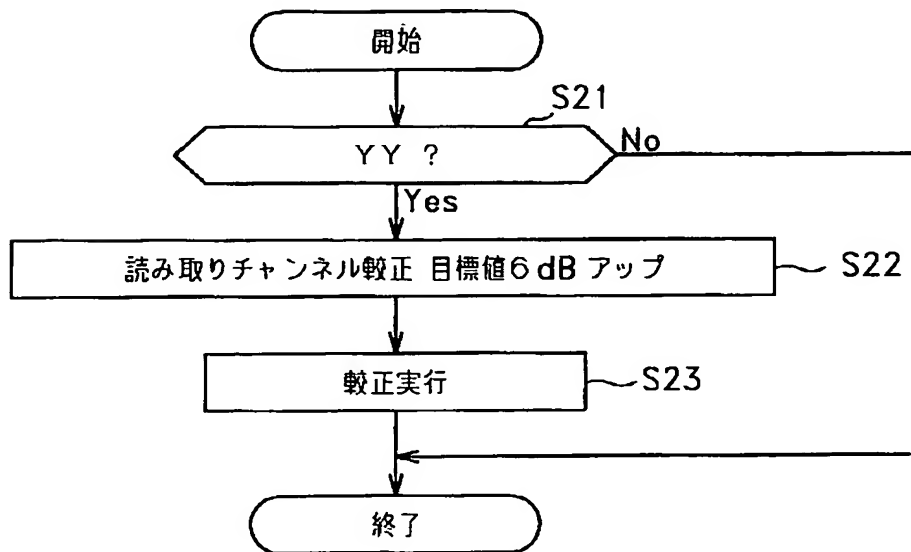 開始
S21
YY ?
No
Yes
読み取りチャンネル較正 目標値6dBアップ
S22
較正実行
S23
終了